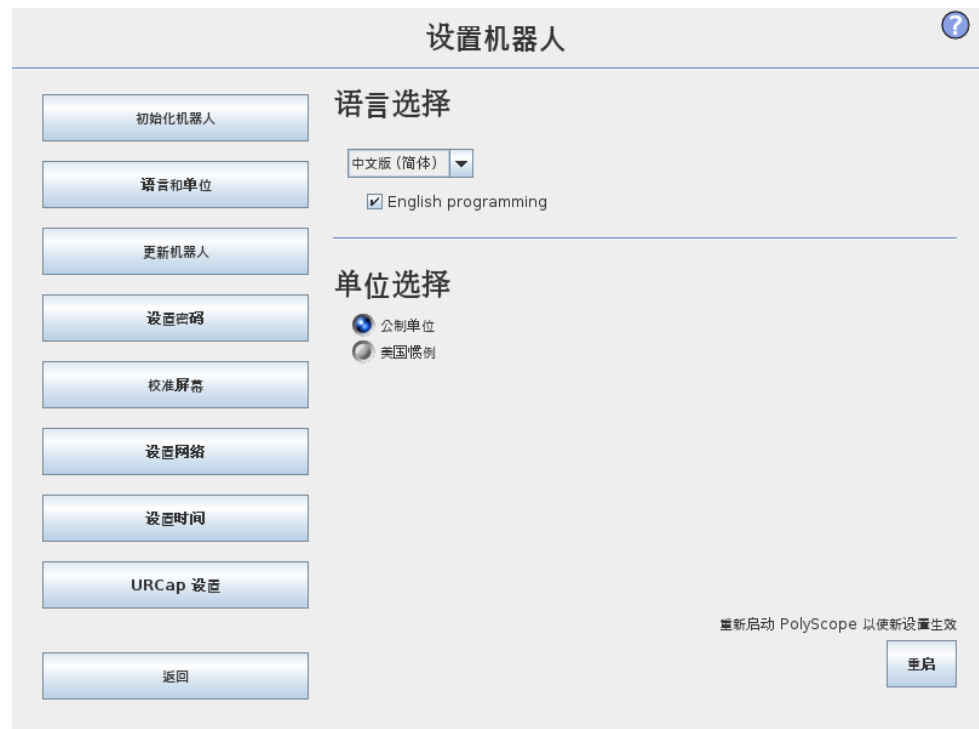 设置机器人
?
初始化机器人
语言和单位
更新机器人
设置密码
校准屏幕
设置网络
设置时间
URCap 设置
返回
语言选择
中文版 (简体)
English programming
单位选择
公制单位
美国惯例
重新启动 PolyScope 以使新设置生效
重启